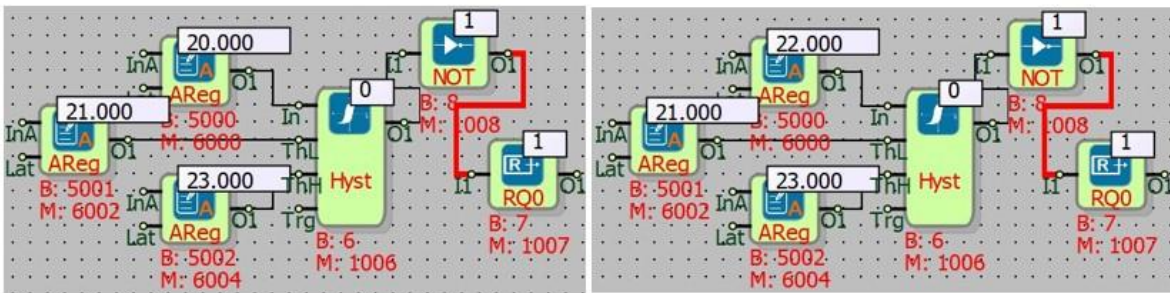 1
20.000
InA
I1
O1
NOT
Lat
O1
AReg
B: 8
M: 1008
0
In
O1
21.000
B: 5000
M: 6000
InA
Lat
O1
AReg
ThL
1
B: 5001
M: 6002
23.000
ThH
Hyst
I1
O1
RQ0
InA
Lat
O1
AReg
Trg
B: 7
M: 1007
B: 5002
M: 6004
B: 6
M: 1006
1
22.000
InA
I1
O1
NOT
O1
AReg
B: 8
M: 1008
0
In
O1
21.000
B: 5000
M: 6000
InA
Lat
O1
AReg
ThL
1
B: 5001
M: 6002
23.000
ThH
Hyst
I1
O1
RQ0
InA
Lat
O1
AReg
Trg
B: 7
M: 1007
B: 5002
M: 6004
B: 6
M: 1006